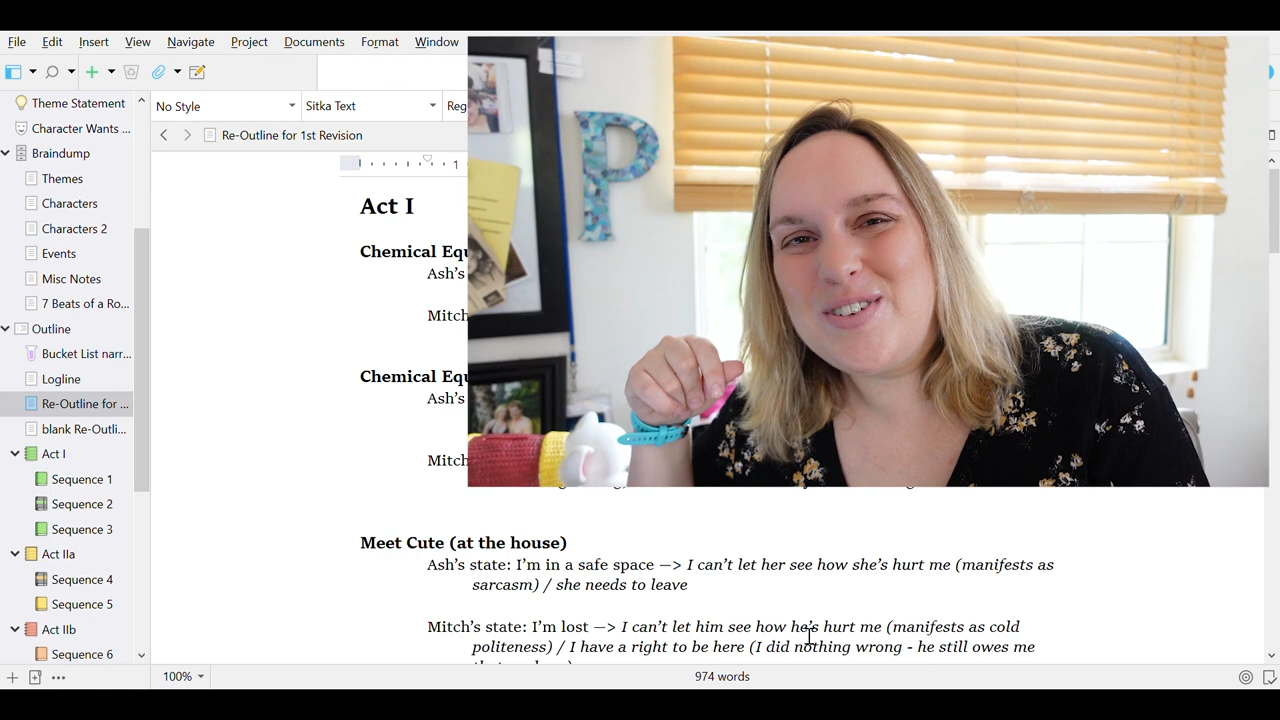 File Edit Insert View Navigate Project Documents Format Window
No Style Sitka Text Reg
Re-Outline for 1st Revision
1
Theme Statement
Character Wants ...
Braindump
Themes
Characters
Characters 2
Events
Misc Notes
7 Beats of a Ro...
Outline
Bucket List narr...
Logline
Re-Outline for ...
blank Re-Outli...
Act I
Sequence 1
Sequence 2
Sequence 3
Act IIa
Sequence 4
Sequence 5
Act IIb
Sequence 6
Act I
Chemical Equ
Ash's
Mitch
Chemical Equ
Ash's
Mitch
P
Meet Cute (at the house)
Ash's state: I'm in a safe space —> I can't let her see how she's hurt me (manifests as
sarcasm) / she needs to leave
Mitch's state: I'm lost —> I can't let him see how he's hurt me (manifests as cold
politeness) / I have a right to be here (I did nothing wrong - he still owes me
100%
974 words